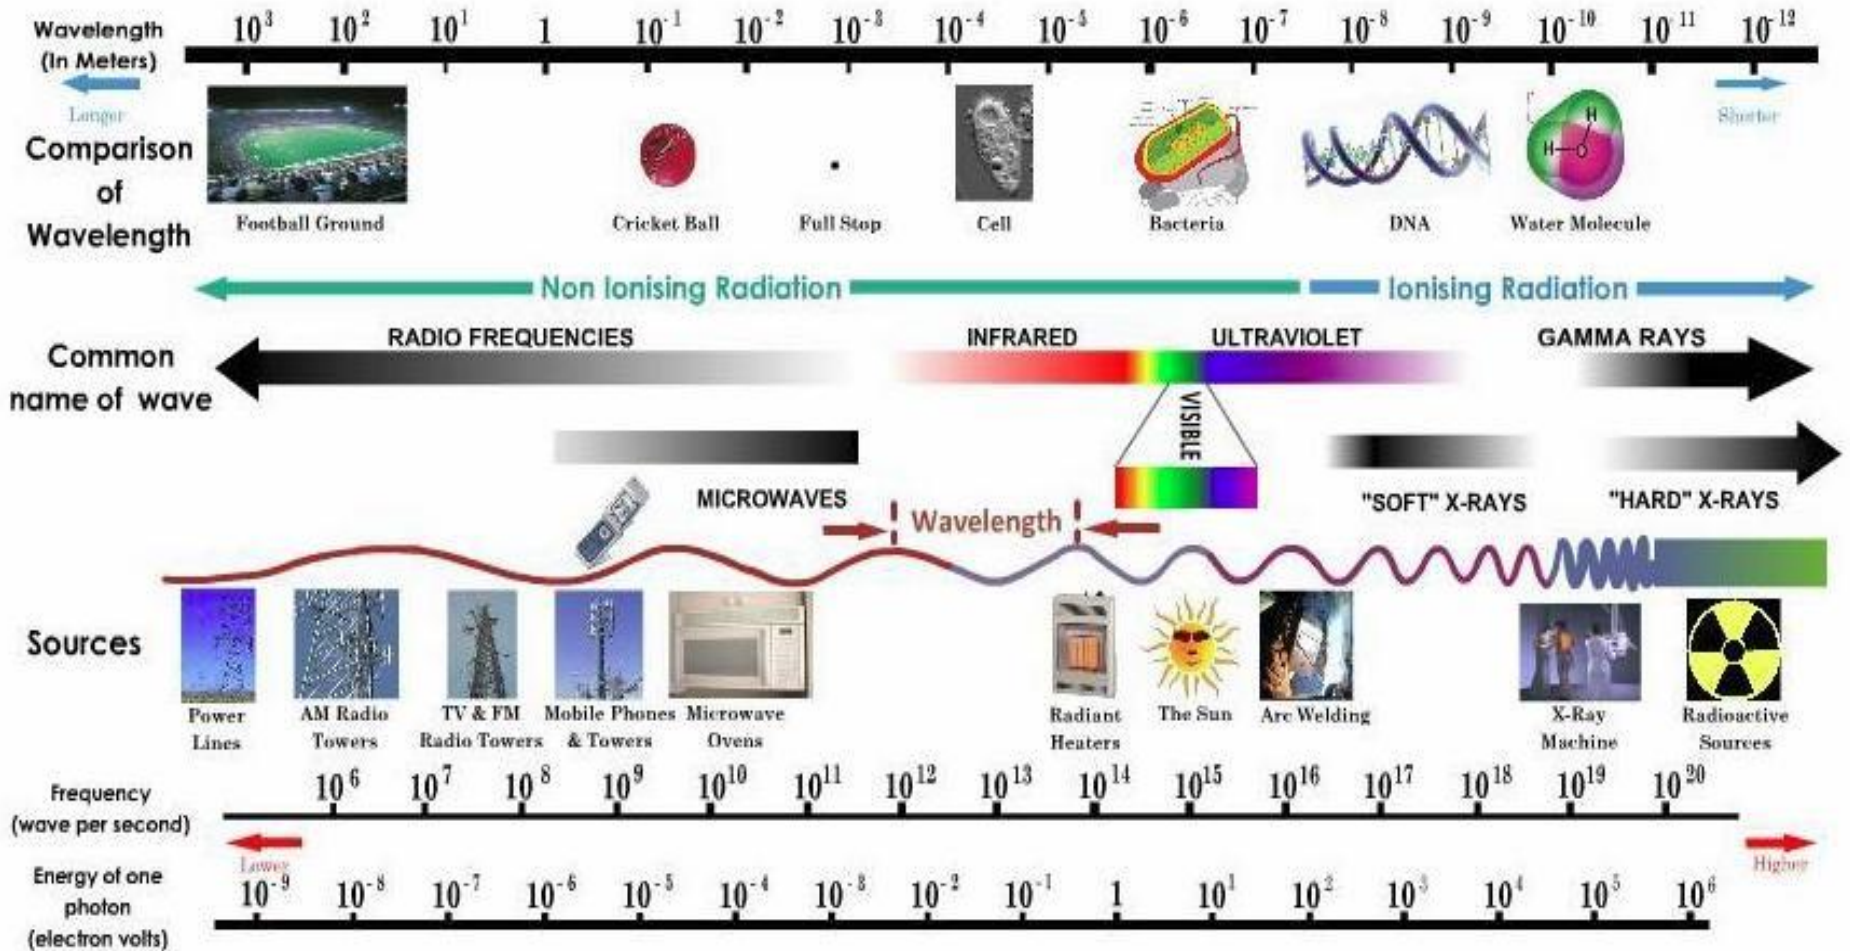 Wavelength
(In Meters)
10³ 10² 10¹ 1 10⁻¹ 10⁻² 10⁻³ 10⁻⁴ 10⁻⁵ 10⁻⁶ 10⁻⁷ 10⁻⁸ 10⁻⁹ 10⁻¹⁰ 10⁻¹¹ 10⁻¹²
Longer
Shorter
Comparison
of
Wavelength
Football Ground
Cricket Ball
Full Stop
Cell
Bacteria
DNA
H
H O
Water Molecule
Non Ionising Radiation
Ionising Radiation
Common
name of wave
RADIO FREQUENCIES
INFRARED
ULTRAVIOLET
GAMMA RAYS
VISIBLE
MICROWAVES
"SOFT" X-RAYS
"HARD" X-RAYS
Wavelength
Sources
Power
Lines
AM Radio
Towers
TV & FM
Radio Towers
Mobile Phones
& Towers
Microwave
Ovens
Radiant
Heaters
The Sun
Arc Welding
X-Ray
Machine
Radioactive
Sources
Frequency
(wave per second)
10⁶ 10⁷ 10⁸ 10⁹ 10¹⁰ 10¹¹ 10¹² 10¹³ 10¹⁴ 10¹⁵ 10¹⁶ 10¹⁷ 10¹⁸ 10¹⁹ 10²⁰
Lower
Higher
Energy of one
photon
(electron volts)
10⁻⁹ 10⁻⁸ 10⁻⁷ 10⁻⁶ 10⁻⁵ 10⁻⁴ 10⁻³ 10⁻² 10⁻¹ 1 10¹ 10² 10³ 10⁴ 10⁵ 10⁶